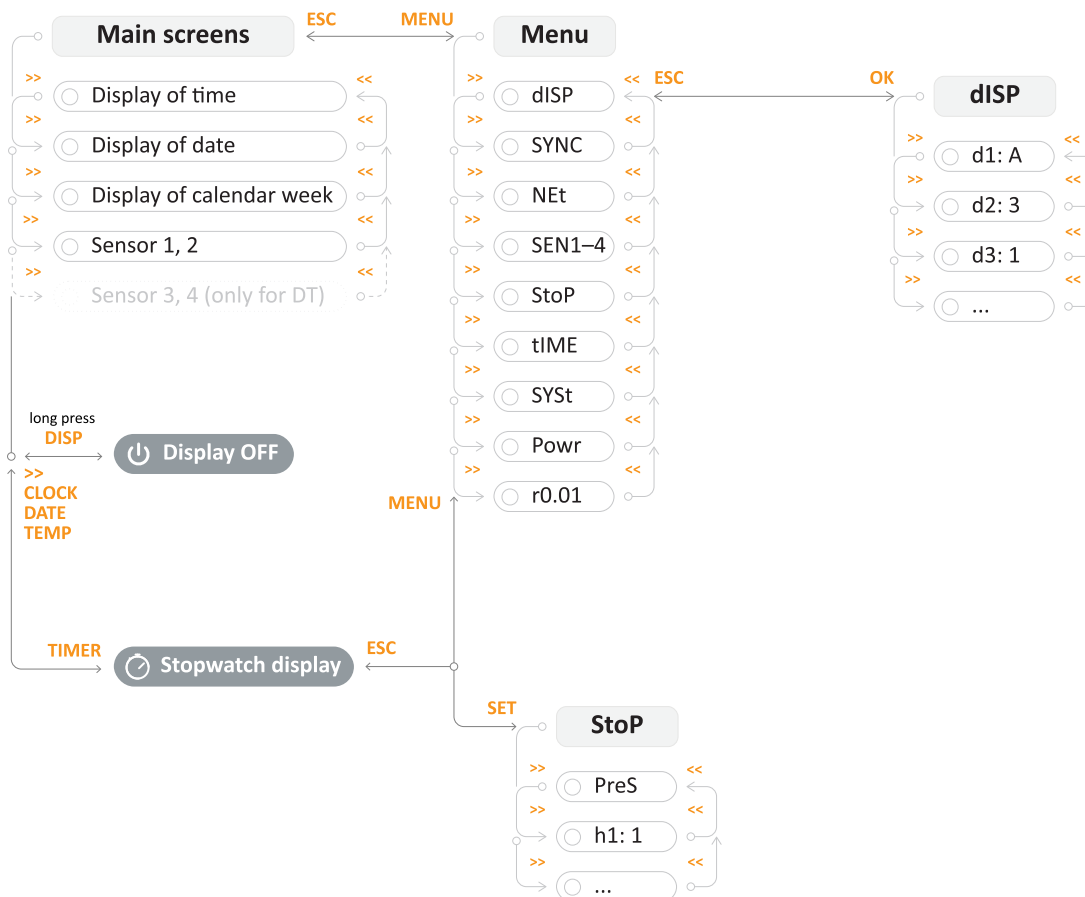 Main screens
ESC
MENU
Menu
>>
<<
Display of time
>>
<<
Display of date
>>
<<
Display of calendar week
>>
<<
Sensor 1, 2
>>
<<
Sensor 3, 4 (only for DT)
long press
DISP
Display OFF
>>
CLOCK
DATE
TEMP
TIMER
Stopwatch display
ESC
>>
<<
dISP
>>
<<
SYNC
>>
<<
NEt
>>
<<
SEN1–4
>>
<<
StoP
>>
<<
tIME
>>
<<
SYSt
>>
<<
Powr
>>
<<
r0.01
MENU
ESC
OK
dISP
>>
<<
d1: A
>>
<<
d2: 3
>>
<<
d3: 1
>>
<<
...
SET
StoP
>>
<<
PreS
>>
<<
h1: 1
>>
<<
...